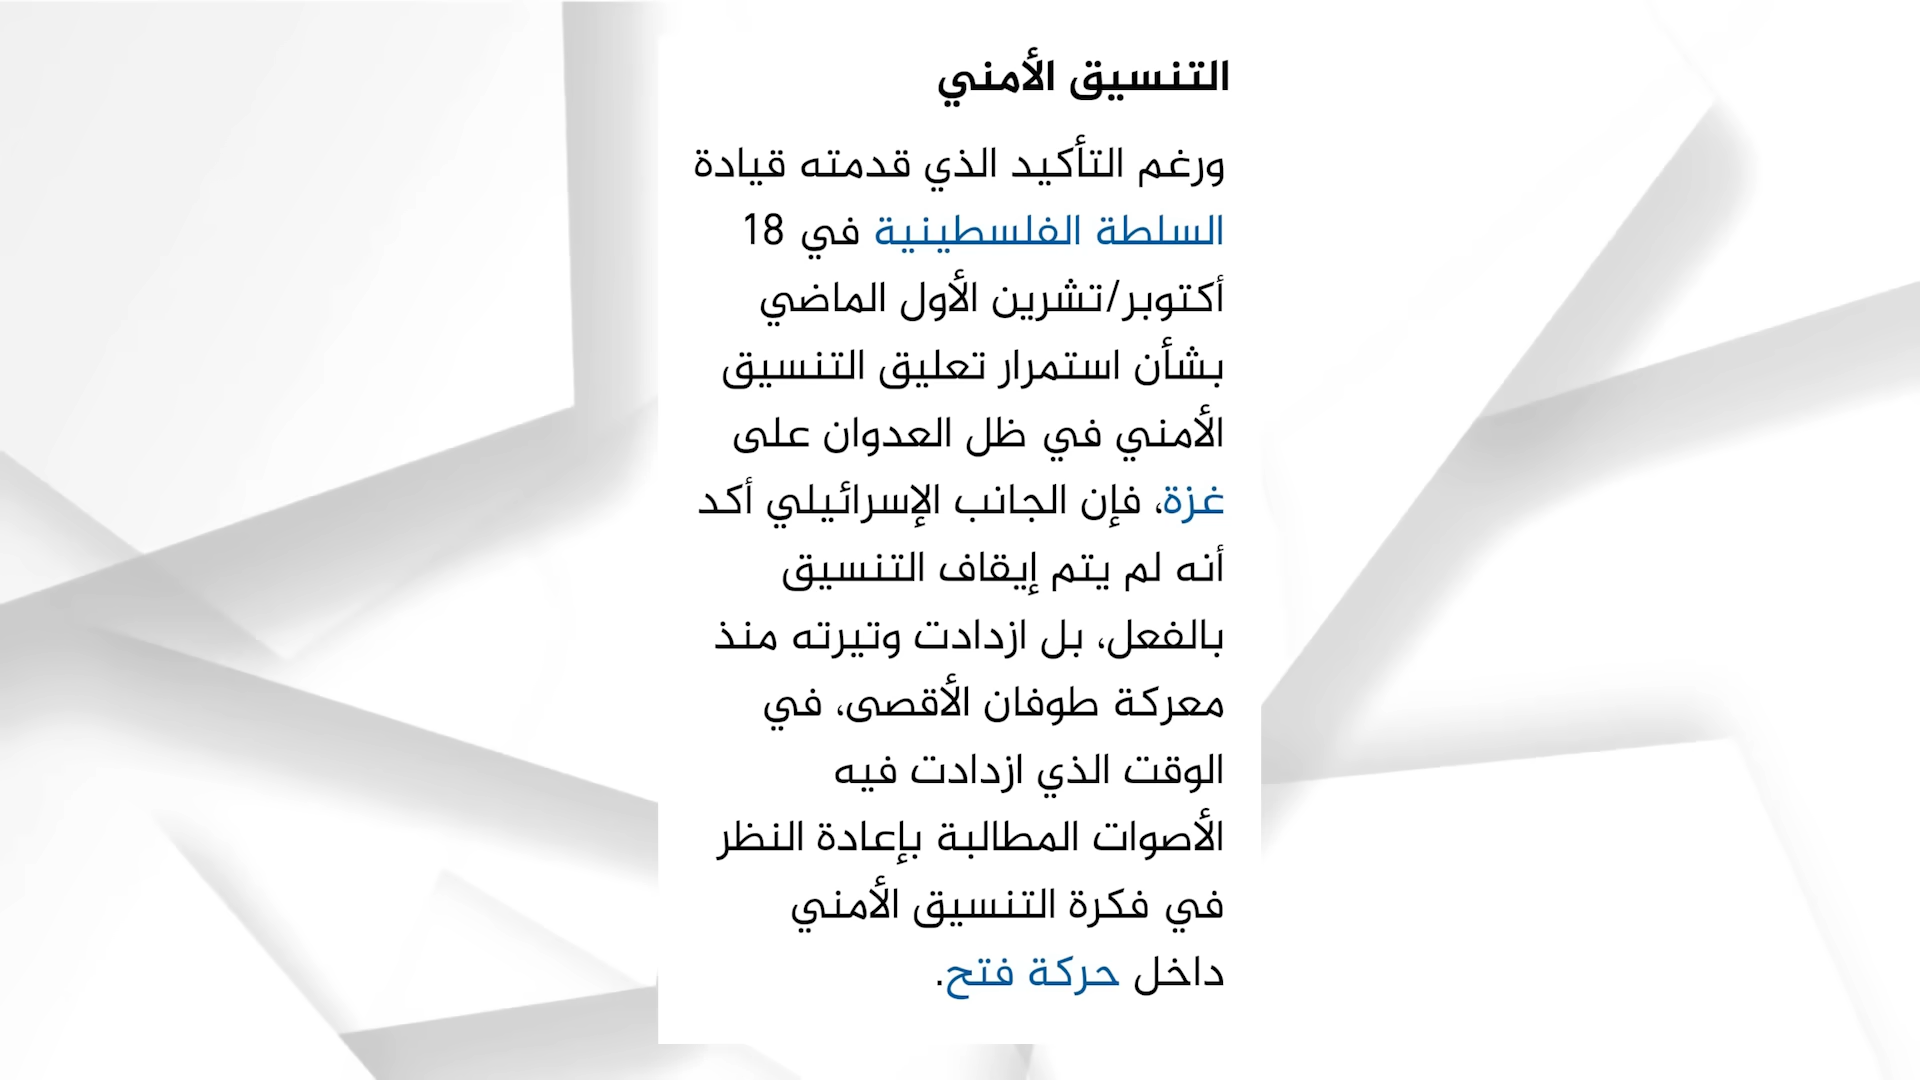 التنسيق الأمني
ورغم التأكيد الذي قدمته قيادة
السلطة الفلسطينية في 18
أكتوبر/تشرين الأول الماضي
بشأن استمرار تعليق التنسيق
الأمني في ظل العدوان على
غزة، فإن الجانب الإسرائيلي أكد
أنه لم يتم إيقاف التنسيق
بالفعل، بل ازدادت وتيرته منذ
معركة طوفان الأقصى، في
الوقت الذي ازدادت فيه
الأصوات المطالبة بإعادة النظر
في فكرة التنسيق الأمني
داخل حركة فتح.